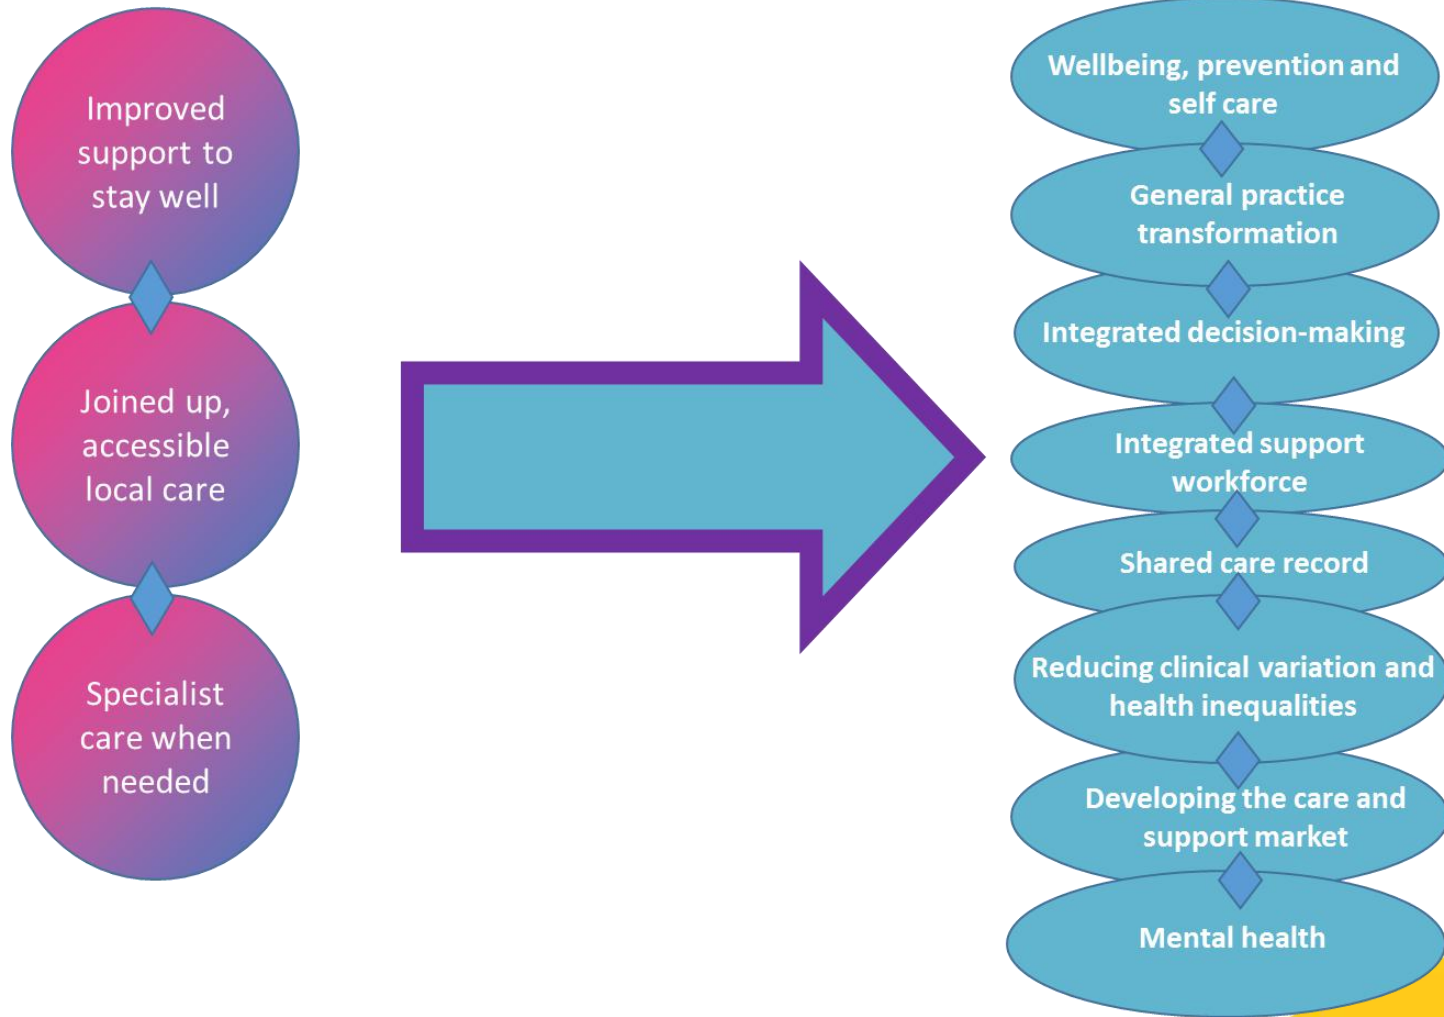 Improved
support to
stay well
Joined up,
accessible
local care
Specialist
care when
needed
Wellbeing, prevention and
self care
General practice
transformation
Integrated decision-making
Integrated support
workforce
Shared care record
Reducing clinical variation and
health inequalities
Developing the care and
support market
Mental health